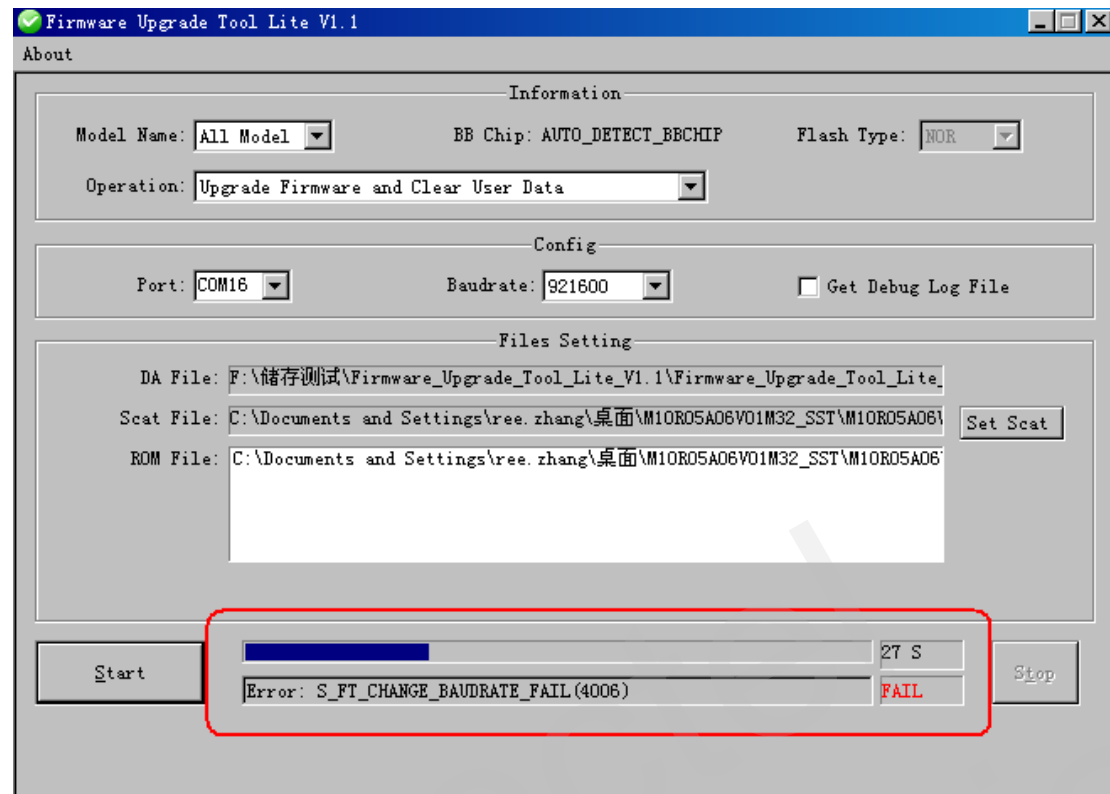 Firmware Upgrade Tool Lite V1.1
About
Information
Model Name: All Model BB Chip: AUTO_DETECT_BBCHIP Flash Type: NOR
Operation: Upgrade Firmware and Clear User Data
Config
Port: COM16 Baudrate: 921600 Get Debug Log File
Files Setting
DA File: F:\储存测试\Firmware_Upgrade_Tool_Lite_V1.1\Firmware_Upgrade_Tool_Lite_
Scat File: C:\Documents and Settings\ree.zhang\桌面\M10R05A06V01M32_SST\M10R05A06\ Set Scat
ROM File: C:\Documents and Settings\ree.zhang\桌面\M10R05A06V01M32_SST\M10R05A06
27 S
Start Stop
Error: S_FT_CHANGE_BAUDRATE_FAIL(4006) FAIL